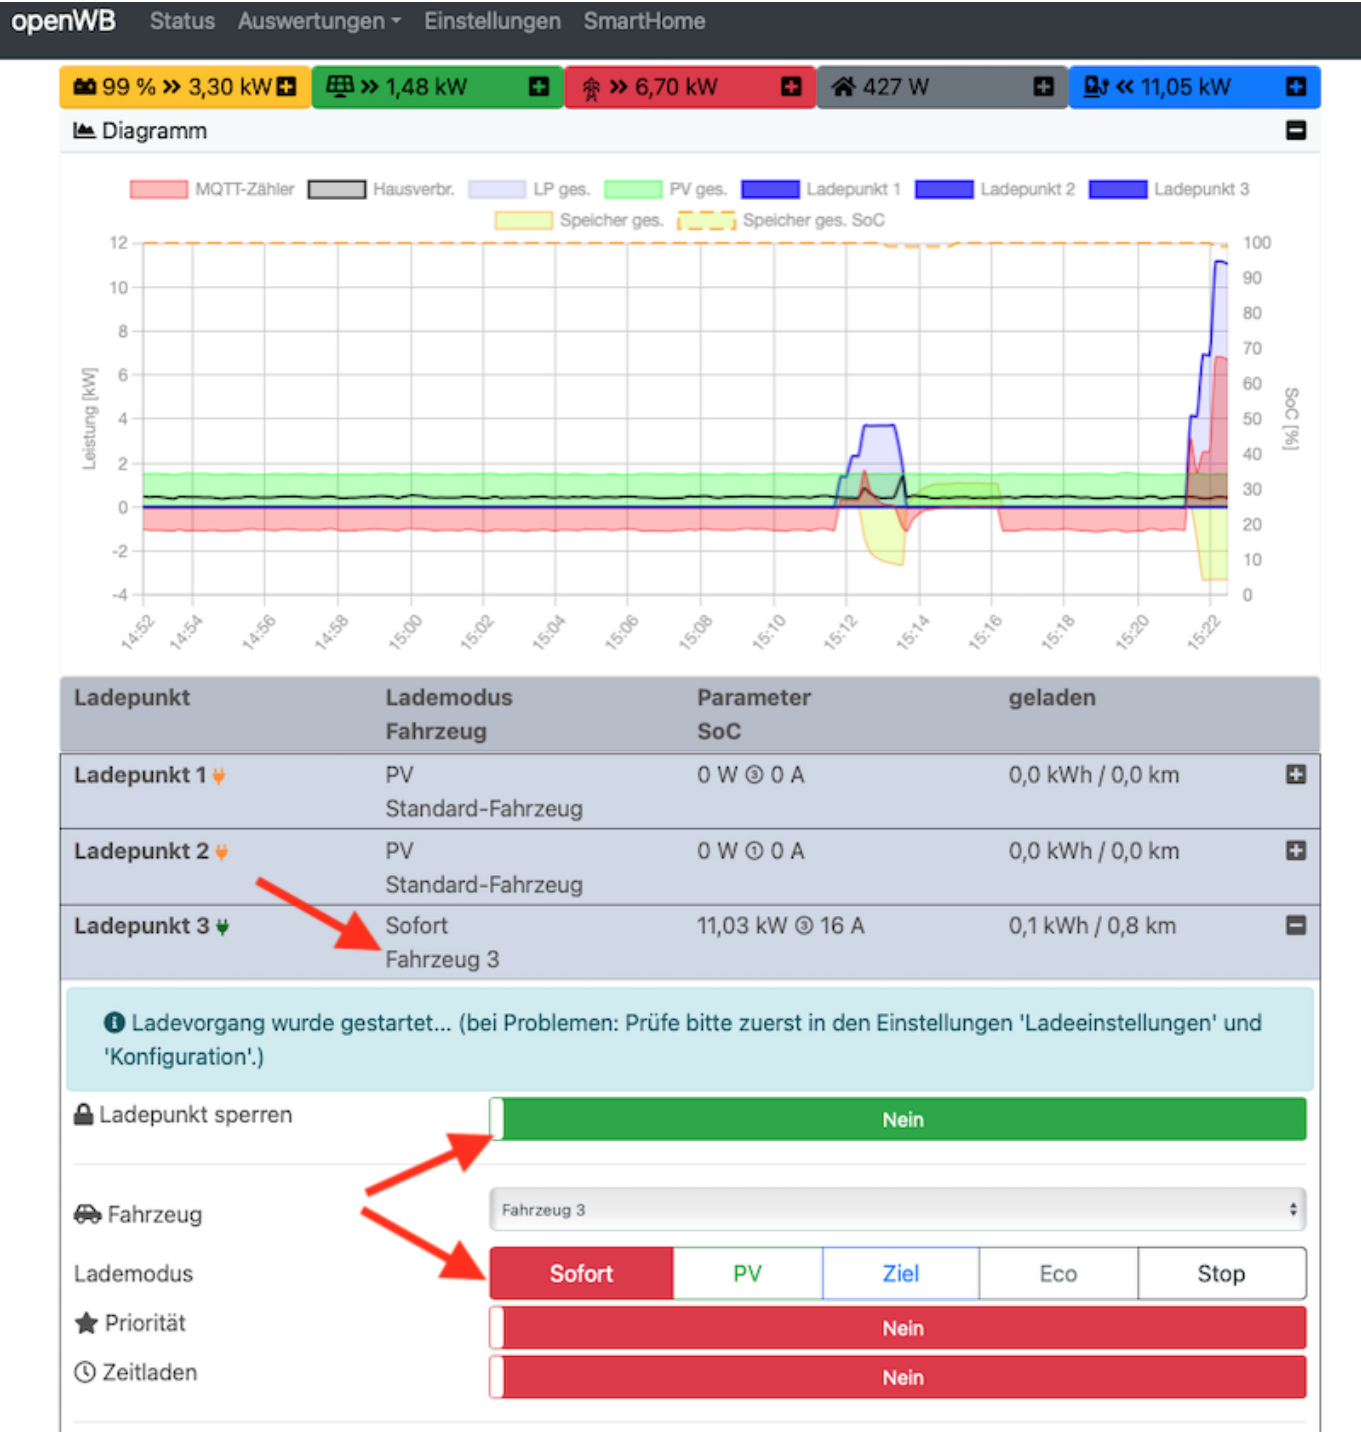 openWB Status Auswertungen Einstellungen SmartHome
99 % >> 3,30 kW >> 1,48 kW >> 6,70 kW 427 W << 11,05 kW
Diagramm
MQTT-Zähler Hausverbr. LP ges. PV ges. Ladepunkt 1 Ladepunkt 2 Ladepunkt 3
Speicher ges. Speicher ges. SoC
12 100
10 90
8 80
6 70
4 60
2 50
0 40
-2 30
-4 20
10
0
Leistung [kW]
SoC [%]
14:52 14:54 14:56 14:58 15:00 15:02 15:04 15:06 15:08 15:10 15:12 15:14 15:16 15:18 15:20 15:22
Ladepunkt Lademodus Parameter geladen
Fahrzeug SoC
Ladepunkt 1 PV 0 W ③ 0 A 0,0 kWh / 0,0 km
Standard-Fahrzeug
Ladepunkt 2 PV 0 W ① 0 A 0,0 kWh / 0,0 km
Standard-Fahrzeug
Ladepunkt 3 Sofort 11,03 kW ③ 16 A 0,1 kWh / 0,8 km
Fahrzeug 3
Ladevorgang wurde gestartet... (bei Problemen: Prüfe bitte zuerst in den Einstellungen 'Ladeeinstellungen' und
'Konfiguration'.)
Ladepunkt sperren Nein
Fahrzeug Fahrzeug 3
Lademodus Sofort PV Ziel Eco Stop
Priorität Nein
Zeitladen Nein